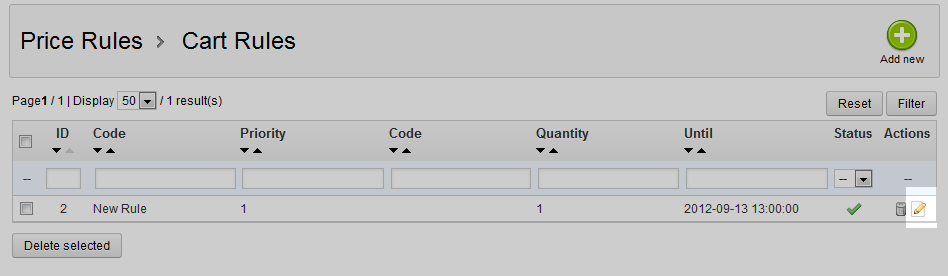 Price Rules > Cart Rules
Add new
Page1 / 1 | Display 50 / 1 result(s)
Reset Filter
ID Code Priority Code Quantity Until Status Actions
-- -- --
2 New Rule 1 1 2012-09-13 13:00:00
Delete selected